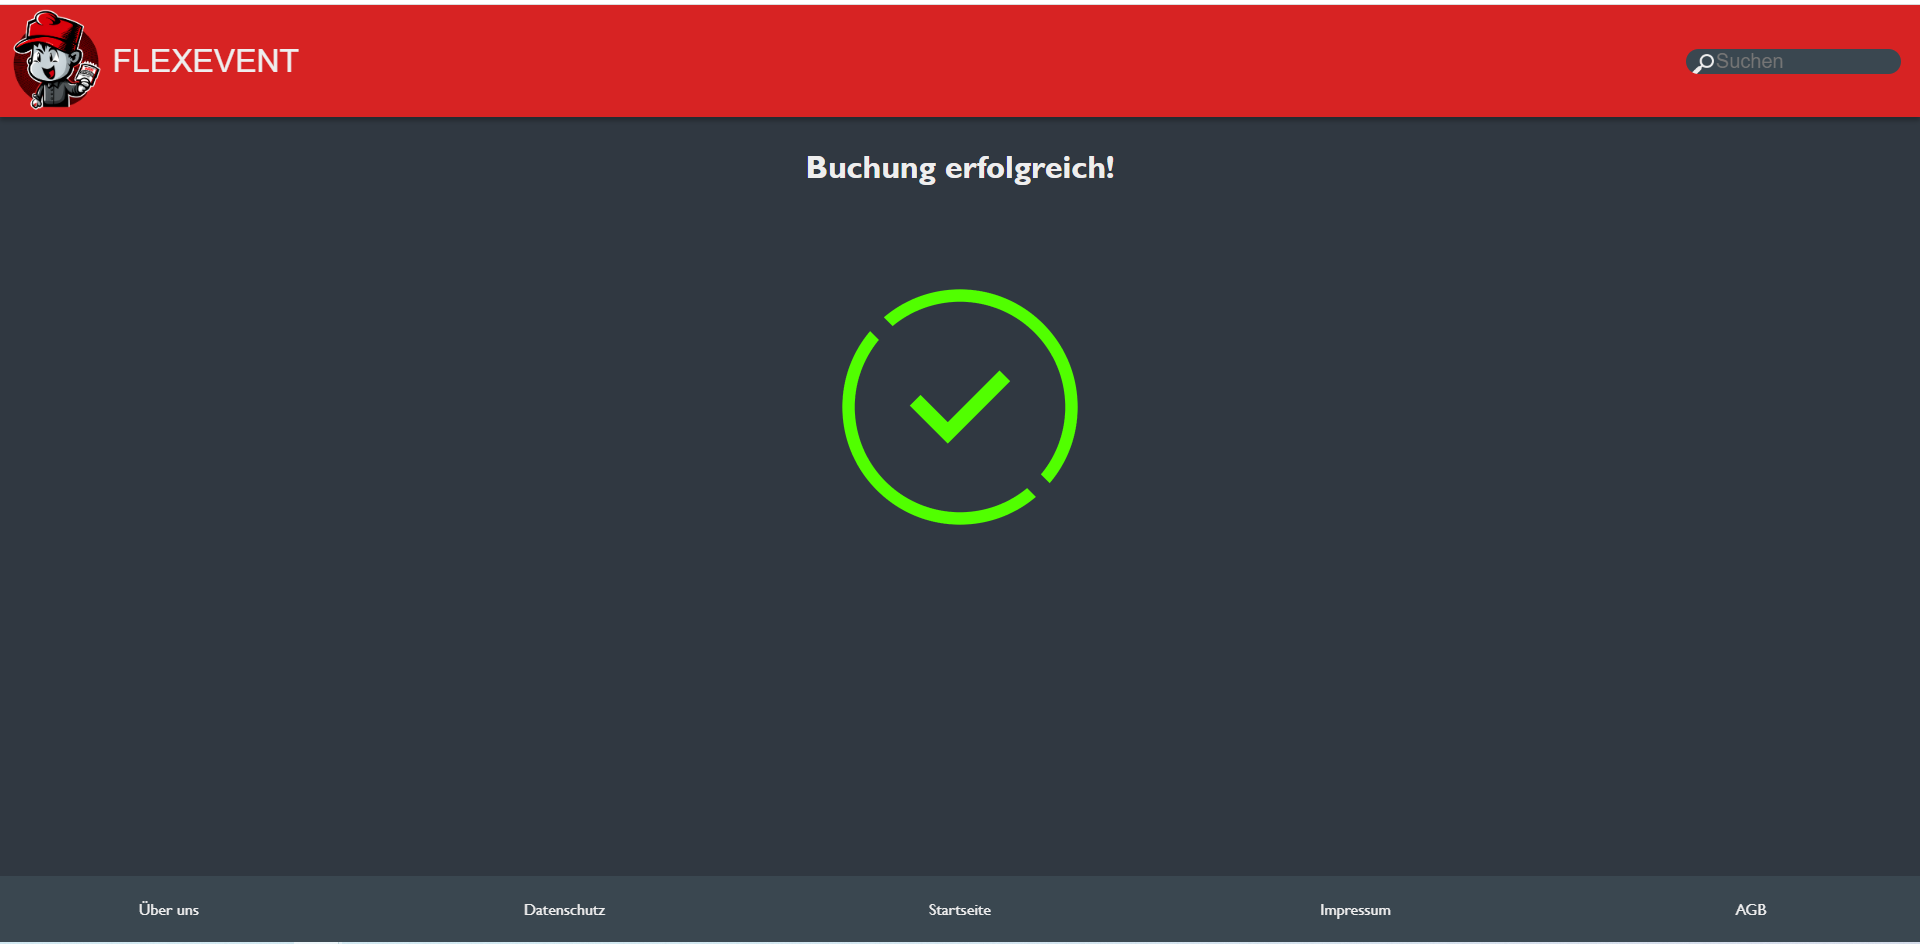 FLEXEVENT
Suchen
Buchung erfolgreich!
Über uns
Datenschutz
Startseite
Impressum
AGB